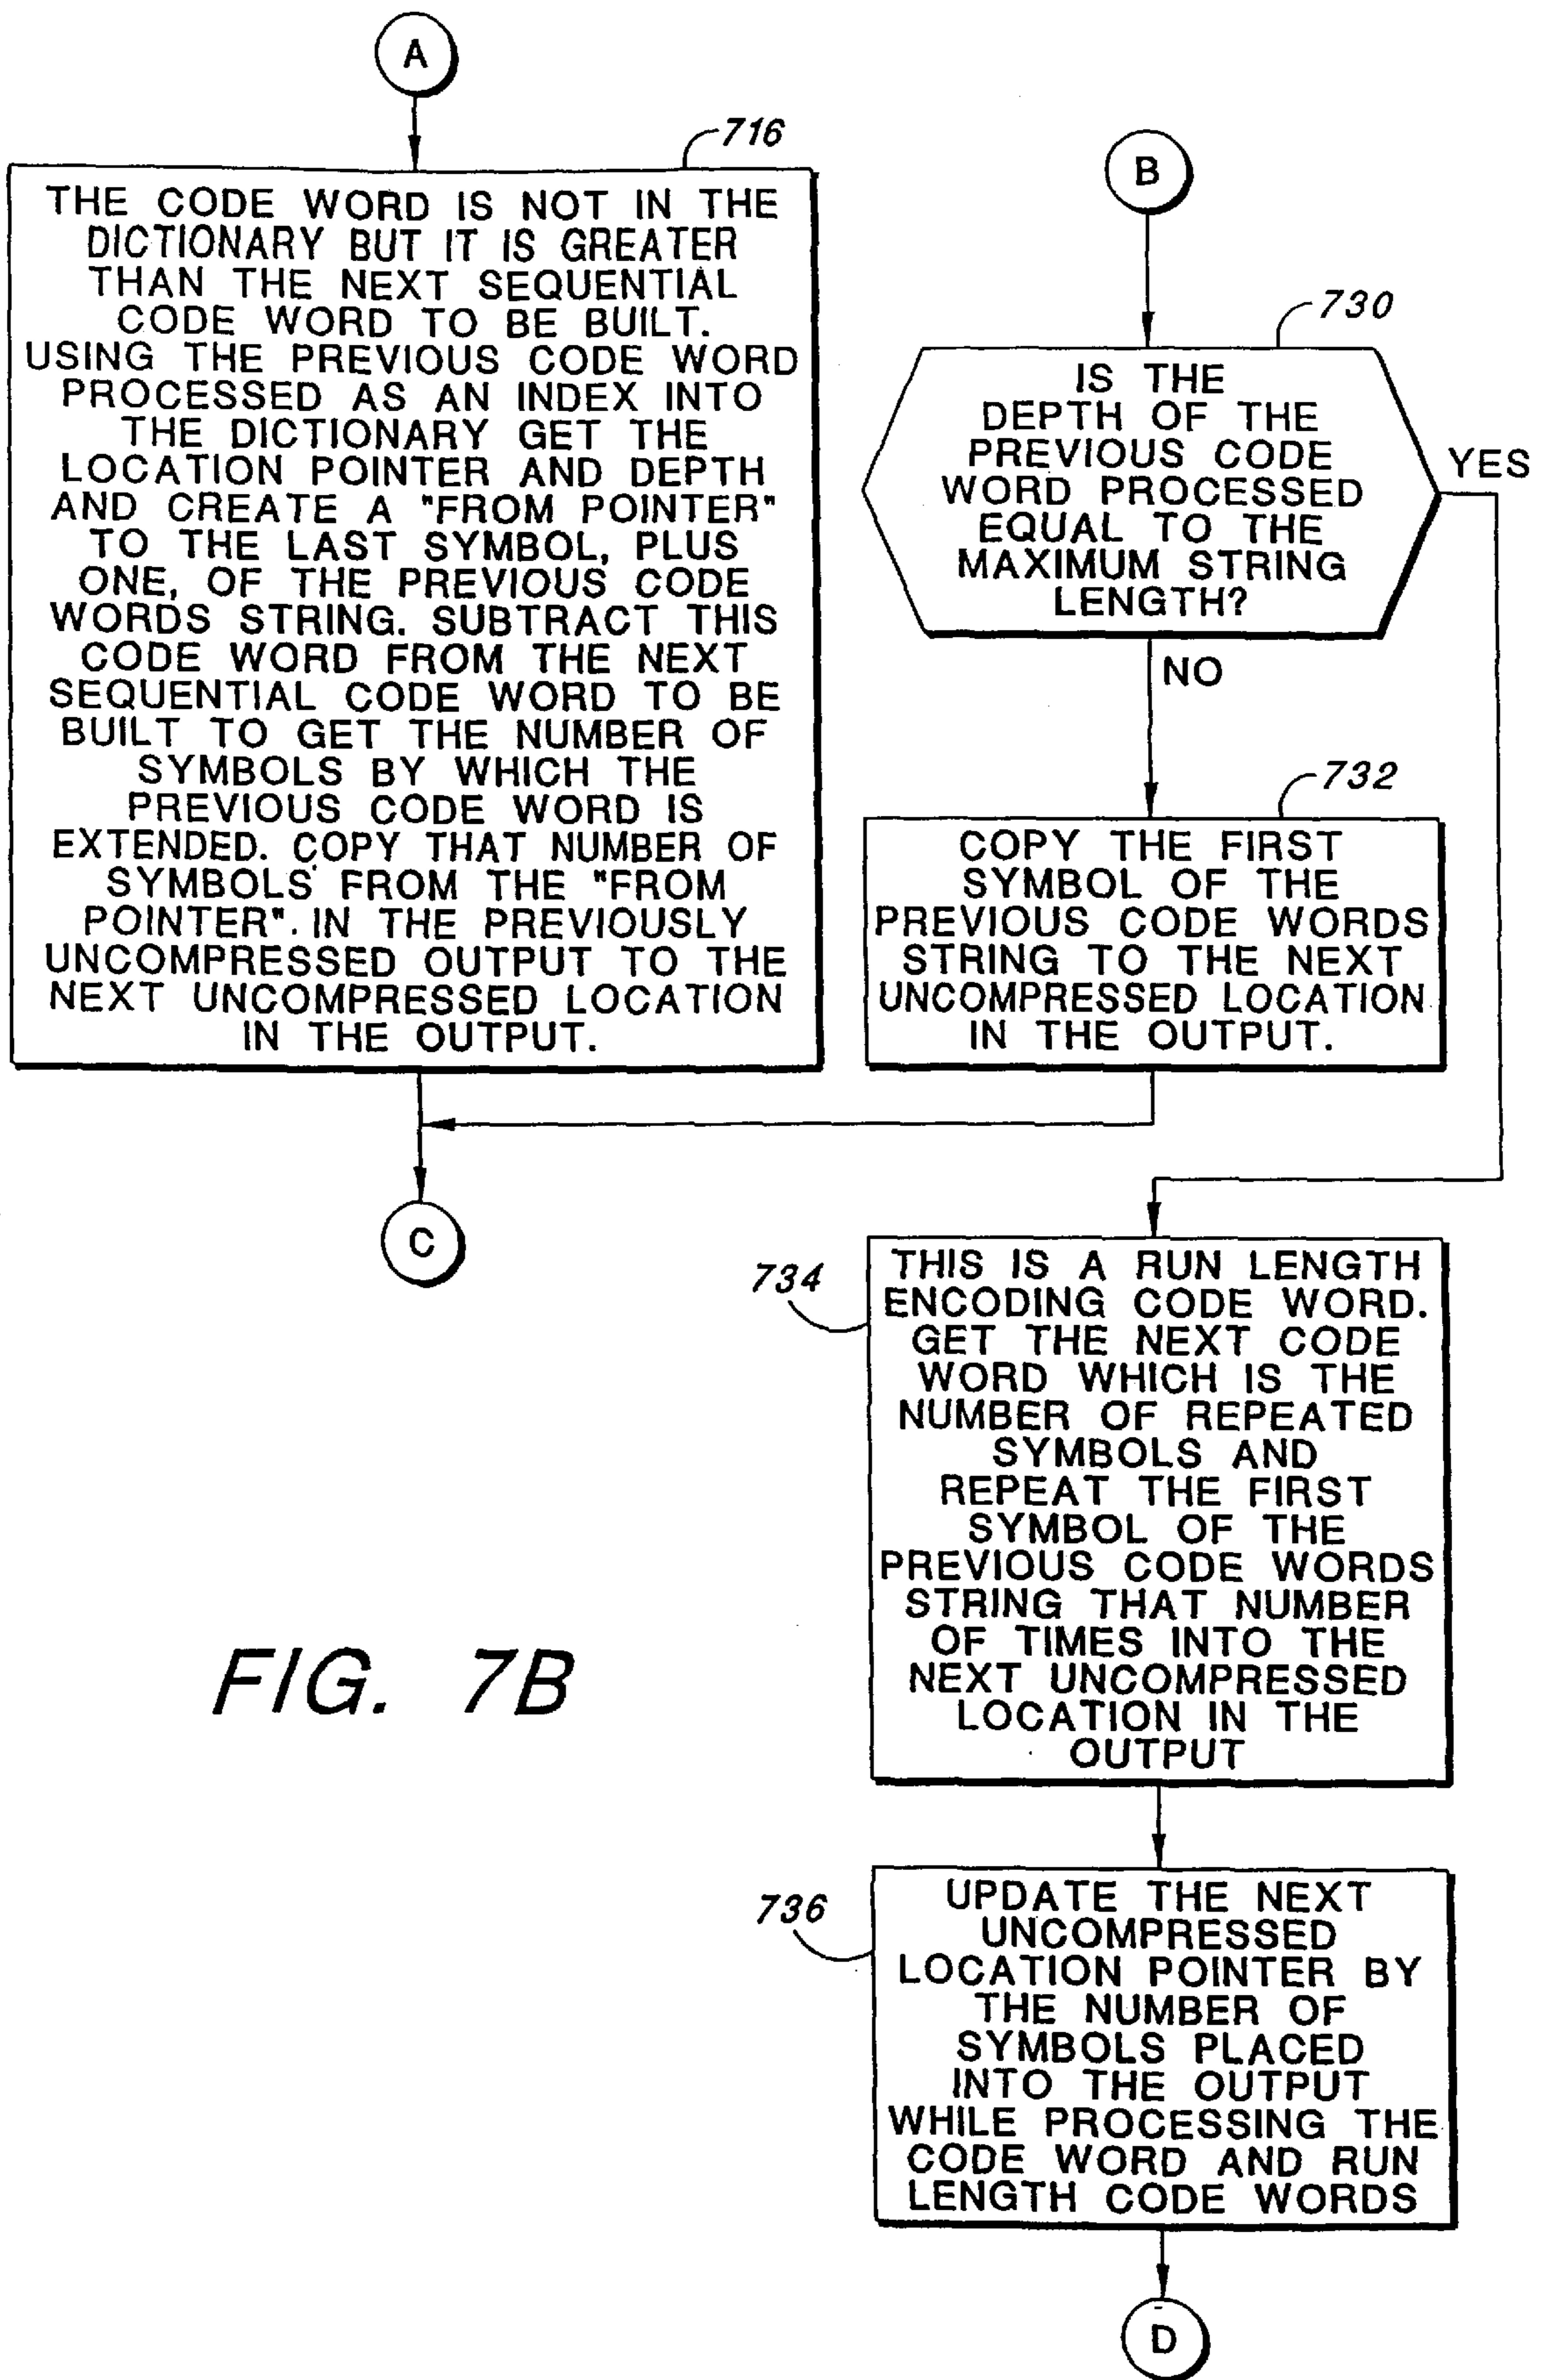 A
716
THE CODE WORD IS NOT IN THE
DICTIONARY BUT IT IS GREATER
THAN THE NEXT SEQUENTIAL
CODE WORD TO BE BUILT.
USING THE PREVIOUS CODE WORD
PROCESSED AS AN INDEX INTO
THE DICTIONARY GET THE
LOCATION POINTER AND DEPTH
AND CREATE A "FROM POINTER"
TO THE LAST SYMBOL, PLUS
ONE, OF THE PREVIOUS CODE
WORDS STRING. SUBTRACT THIS
CODE WORD FROM THE NEXT
SEQUENTIAL CODE WORD TO BE
BUILT TO GET THE NUMBER OF
SYMBOLS BY WHICH THE
PREVIOUS CODE WORD IS
EXTENDED. COPY THAT NUMBER OF
SYMBOLS FROM THE "FROM
POINTER". IN THE PREVIOUSLY
UNCOMPRESSED OUTPUT TO THE
NEXT UNCOMPRESSED LOCATION
IN THE OUTPUT.
C
B
730
IS THE
DEPTH OF THE
PREVIOUS CODE
WORD PROCESSED
EQUAL TO THE
MAXIMUM STRING
LENGTH?
YES
NO
732
COPY THE FIRST
SYMBOL OF THE
PREVIOUS CODE WORDS
STRING TO THE NEXT
UNCOMPRESSED LOCATION
IN THE OUTPUT.
734
THIS IS A RUN LENGTH
ENCODING CODE WORD.
GET THE NEXT CODE
WORD WHICH IS THE
NUMBER OF REPEATED
SYMBOLS AND
REPEAT THE FIRST
SYMBOL OF THE
PREVIOUS CODE WORDS
STRING THAT NUMBER
OF TIMES INTO THE
NEXT UNCOMPRESSED
LOCATION IN THE
OUTPUT
736
UPDATE THE NEXT
UNCOMPRESSED
LOCATION POINTER BY
THE NUMBER OF
SYMBOLS PLACED
INTO THE OUTPUT
WHILE PROCESSING THE
CODE WORD AND RUN
LENGTH CODE WORDS
D
FIG. 7B